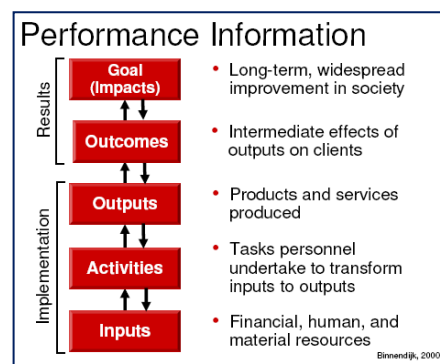 Performance Information
Results
Goal
(Impacts)
• Long-term, widespread
improvement in society
Outcomes
• Intermediate effects of
outputs on clients
Implementation
Outputs
• Products and services
produced
Activities
• Tasks personnel
undertake to transform
inputs to outputs
Inputs
• Financial, human, and
material resources
Binnendijk, 2000